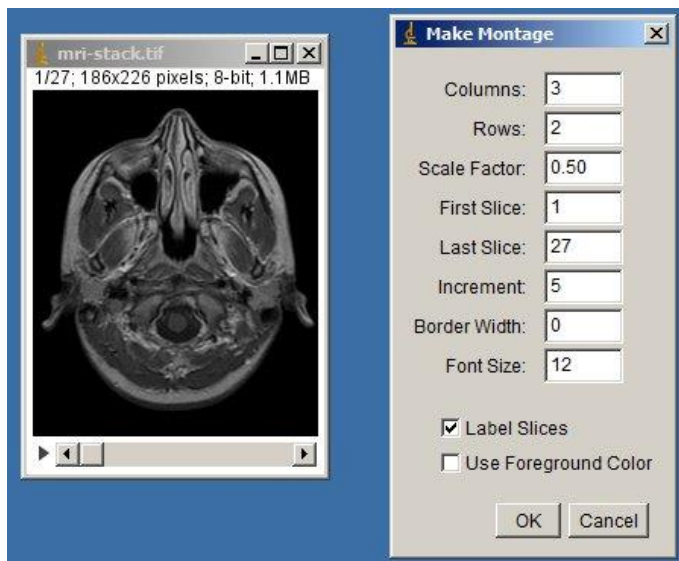 mri-stack.tif
1/27; 186x226 pixels; 8-bit; 1.1MB
Make Montage
Columns: 3
Rows: 2
Scale Factor: 0.50
First Slice: 1
Last Slice: 27
Increment: 5
Border Width: 0
Font Size: 12
Label Slices
Use Foreground Color
OK Cancel